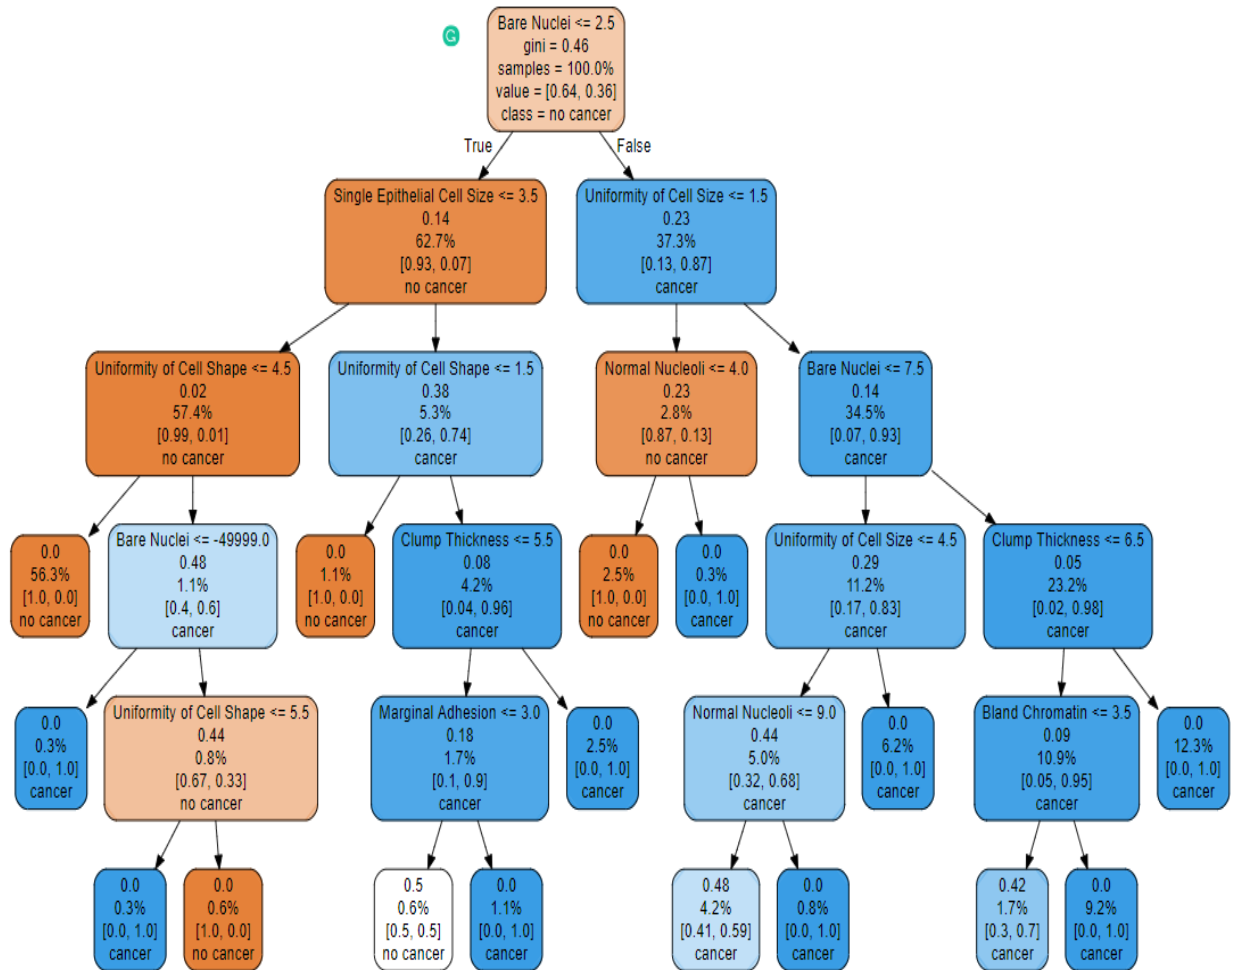 G
Bare Nuclei <= 2.5
gini = 0.46
samples = 100.0%
value = [0.64, 0.36]
class = no cancer
True
False
Single Epithelial Cell Size <= 3.5
0.14
62.7%
[0.93, 0.07]
no cancer
Uniformity of Cell Size <= 1.5
0.23
37.3%
[0.13, 0.87]
cancer
Uniformity of Cell Shape <= 4.5
0.02
57.4%
[0.99, 0.01]
no cancer
Uniformity of Cell Shape <= 1.5
0.38
5.3%
[0.26, 0.74]
cancer
Normal Nucleoli <= 4.0
0.23
2.8%
[0.87, 0.13]
no cancer
Bare Nuclei <= 7.5
0.14
34.5%
[0.07, 0.93]
cancer
0.0
56.3%
[1.0, 0.0]
no cancer
Bare Nuclei <= -49999.0
0.48
1.1%
[0.4, 0.6]
cancer
0.0
1.1%
[1.0, 0.0]
no cancer
Clump Thickness <= 5.5
0.08
4.2%
[0.04, 0.96]
cancer
0.0
2.5%
[1.0, 0.0]
no cancer
0.0
0.3%
[0.0, 1.0]
cancer
Uniformity of Cell Size <= 4.5
0.29
11.2%
[0.17, 0.83]
cancer
Clump Thickness <= 6.5
0.05
23.2%
[0.02, 0.98]
cancer
0.0
0.3%
[0.0, 1.0]
cancer
Uniformity of Cell Shape <= 5.5
0.44
0.8%
[0.67, 0.33]
no cancer
Marginal Adhesion <= 3.0
0.18
1.7%
[0.1, 0.9]
cancer
0.0
2.5%
[0.0, 1.0]
cancer
Normal Nucleoli <= 9.0
0.44
5.0%
[0.32, 0.68]
cancer
0.0
6.2%
[0.0, 1.0]
cancer
Bland Chromatin <= 3.5
0.09
10.9%
[0.05, 0.95]
cancer
0.0
12.3%
[0.0, 1.0]
cancer
0.0
0.3%
[0.0, 1.0]
cancer
0.0
0.6%
[1.0, 0.0]
no cancer
0.5
0.6%
[0.5, 0.5]
no cancer
0.0
1.1%
[0.0, 1.0]
cancer
0.48
4.2%
[0.41, 0.59]
cancer
0.0
0.8%
[0.0, 1.0]
cancer
0.42
1.7%
[0.3, 0.7]
cancer
0.0
9.2%
[0.0, 1.0]
cancer